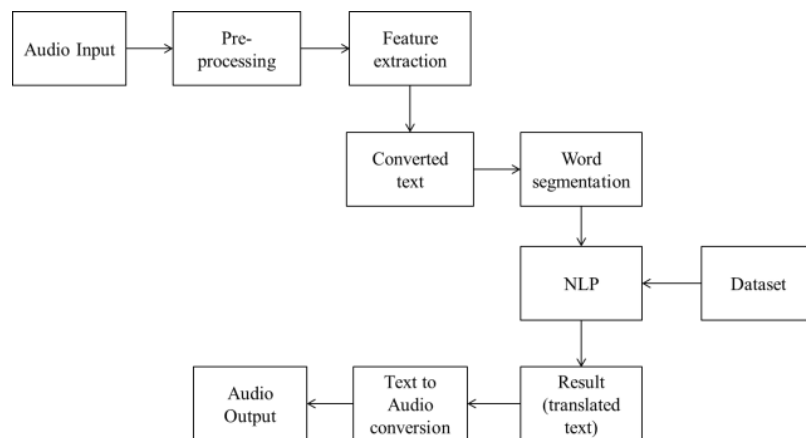 Audio Input
Pre-
processing
Feature
extraction
Converted
text
Word
segmentation
NLP
Dataset
Audio
Output
Text to
Audio
conversion
Result
(translated
text)